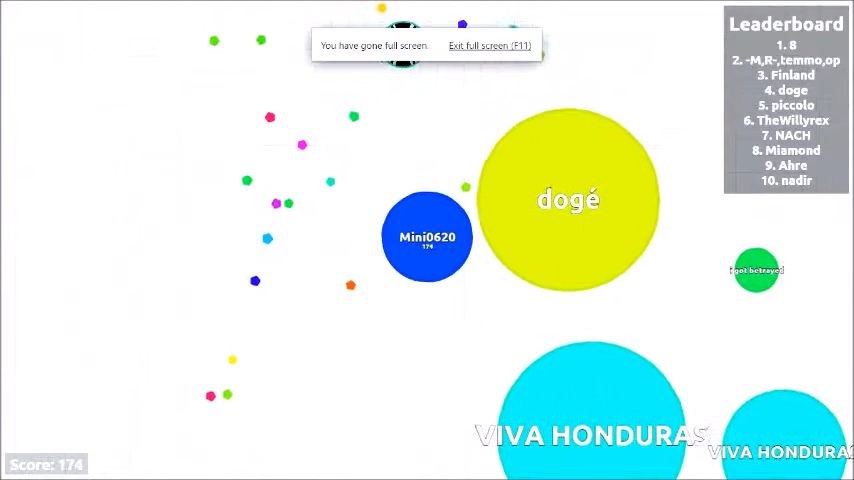 Leaderboard
1. 8
2. -M,R-,temmo,op
3. Finland
4. doge
5. piccolo
6. TheWillyrex
7. NACH
8. Miamond
9. Ahre
10. nadir
You have gone full screen. Exit full screen (F11)
dogé
Mini0620
174
i got betrayed
VIVA HONDURAS
VIVA HONDURAS
Score: 174